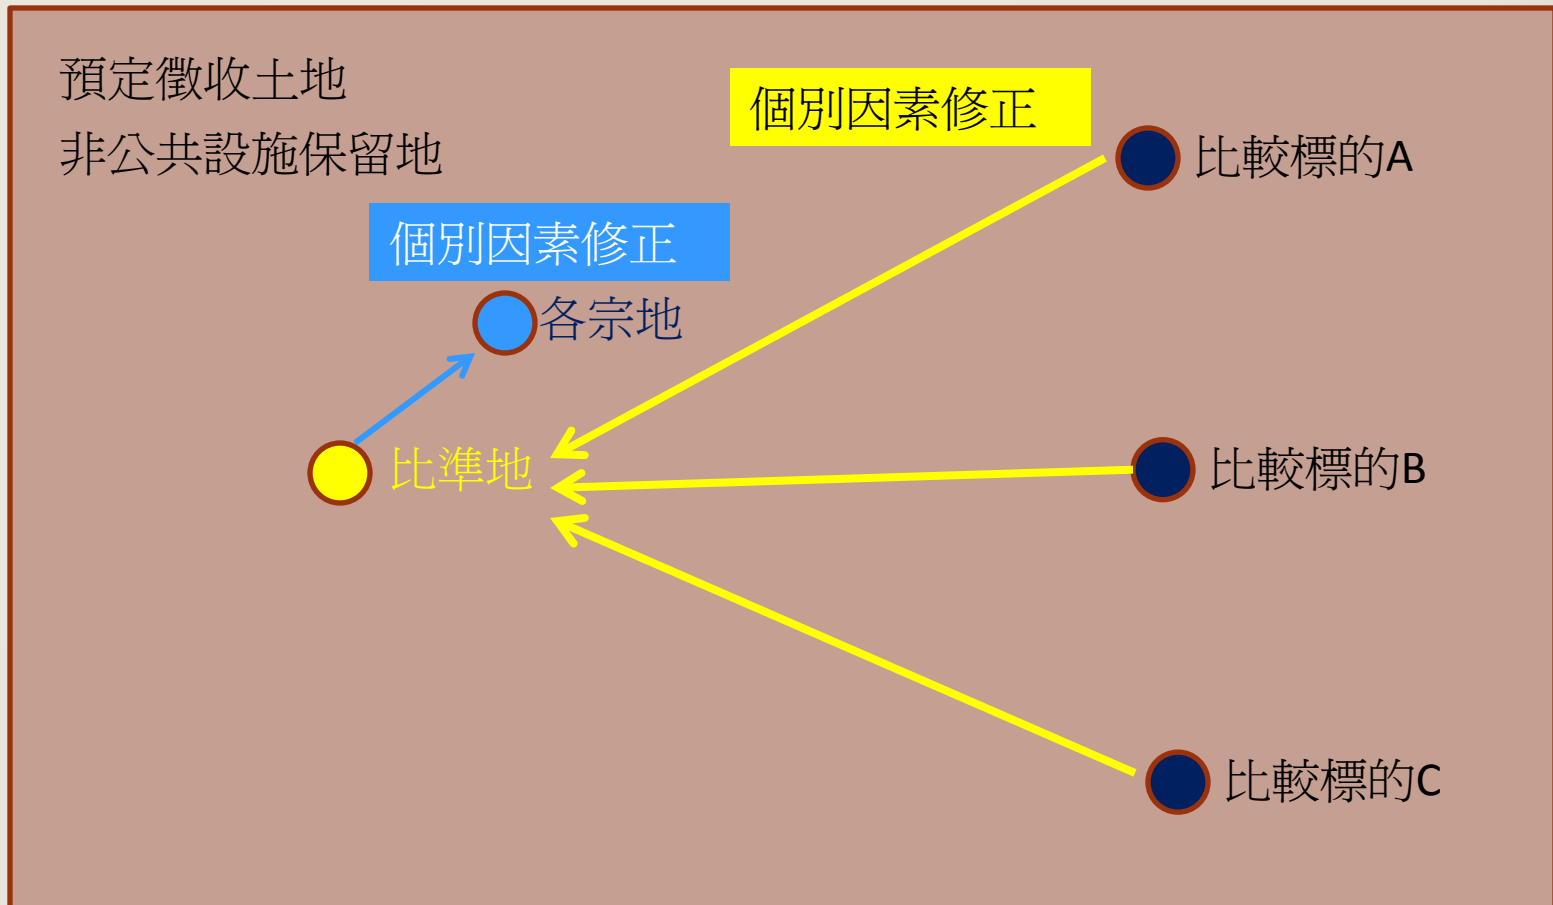 預定徵收土地
非公共設施保留地
個別因素修正
比較標的A
個別因素修正
各宗地
比準地
比較標的B
比較標的C